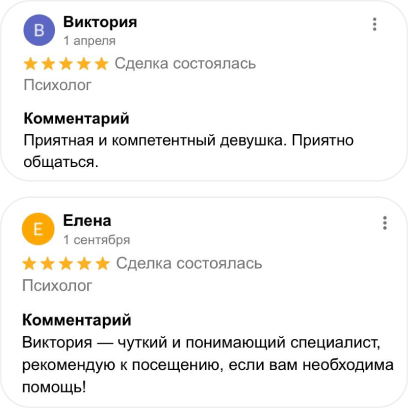 В
Виктория
1 апреля
Сделка состоялась
Психолог
Комментарий
Приятная и компетентный девушка. Приятно
общаться.
Е
Елена
1 сентября
Сделка состоялась
Психолог
Комментарий
Виктория — чуткий и понимающий специалист,
рекомендую к посещению, если вам необходима
помощь!